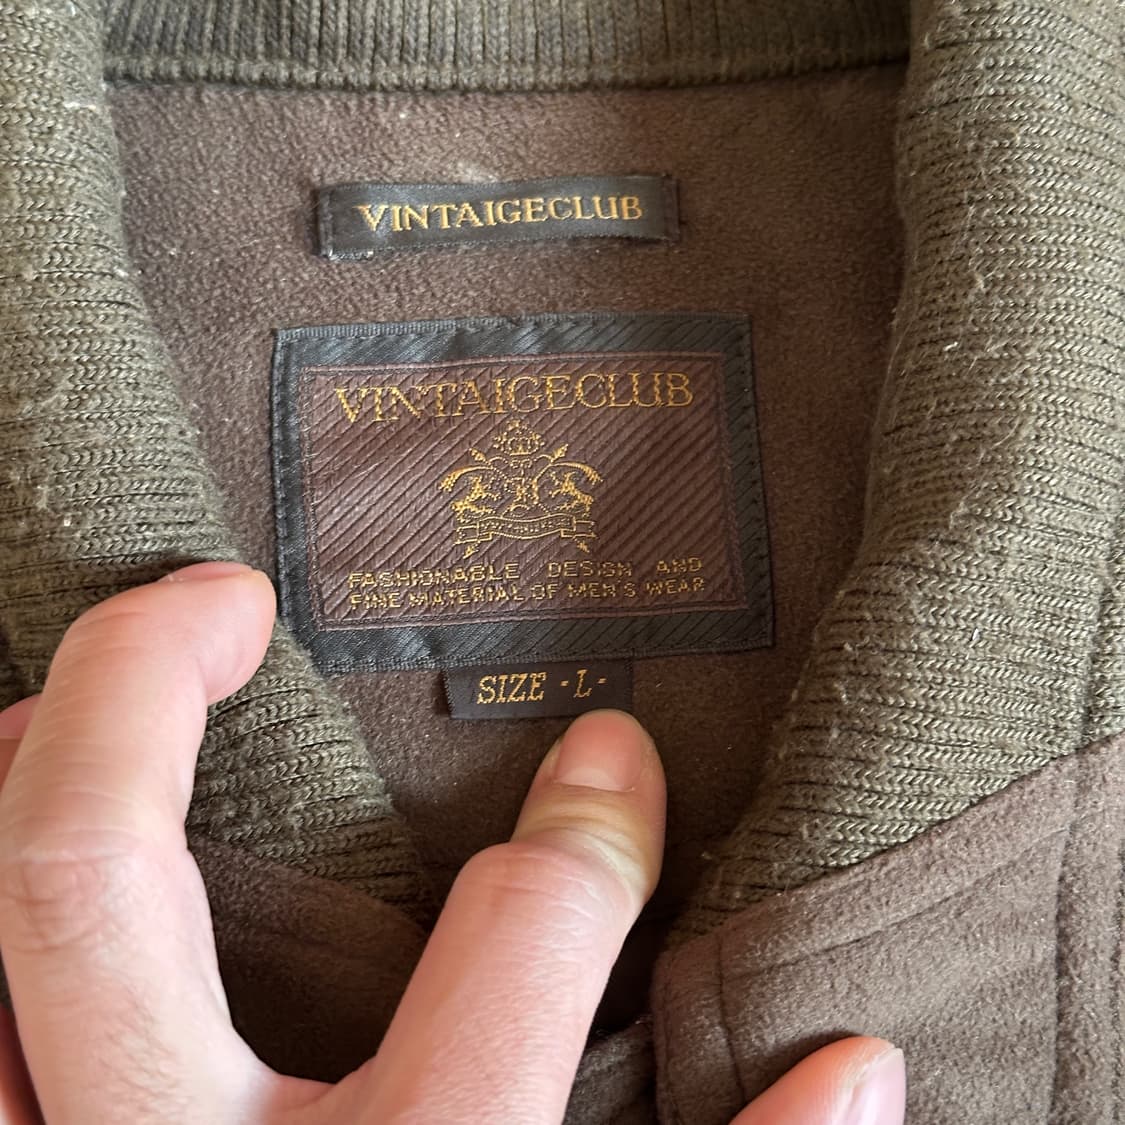 VINTAIGECLUB
VINTAIGECLUB
FASHIONABLE DESIGN AND
FINE MATERIAL OF MEN'S WEAR
SIZE -L-